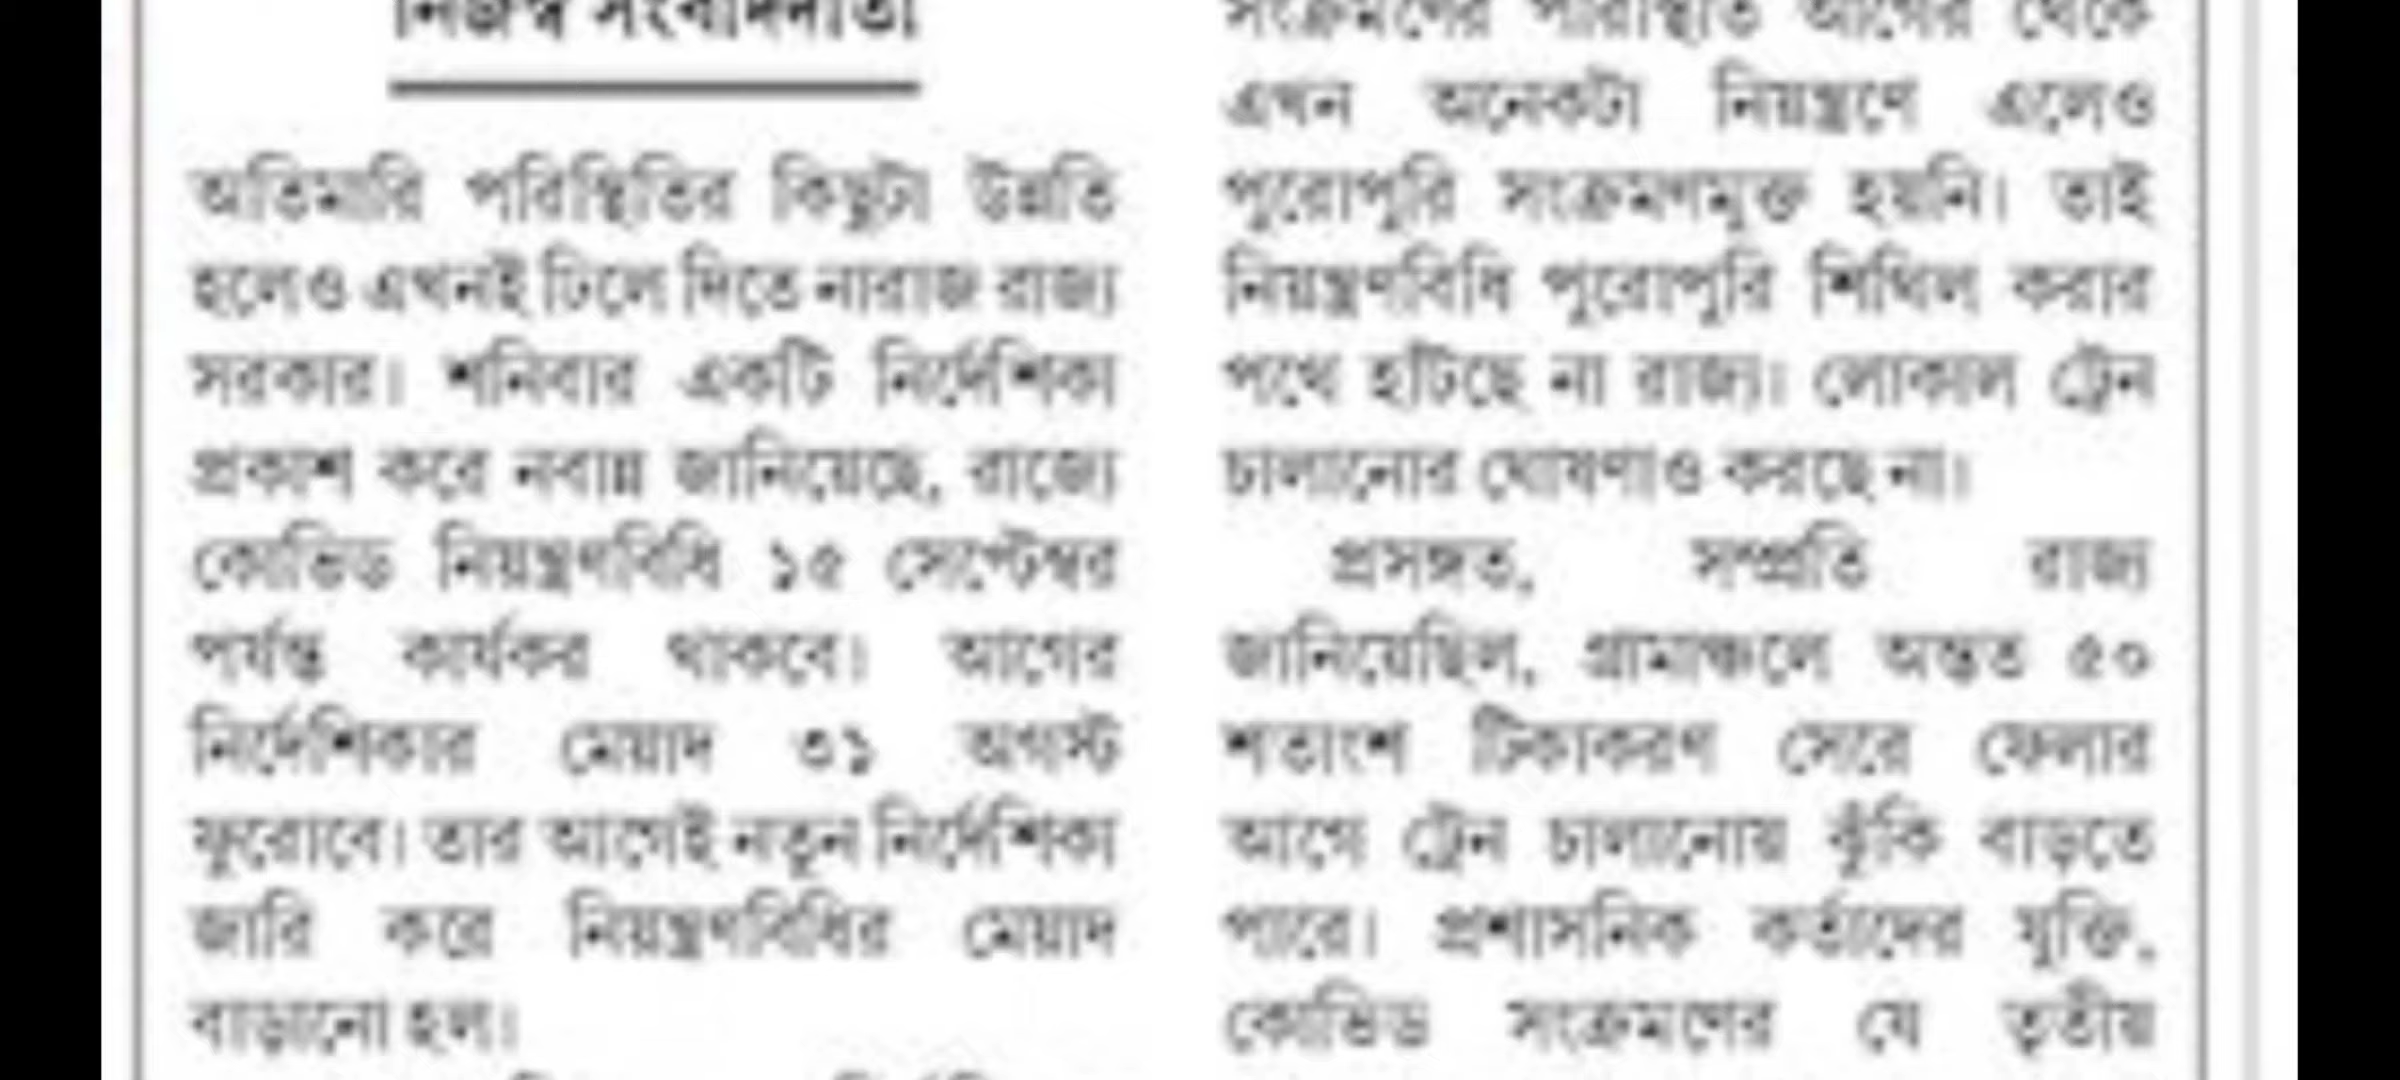 নিজস্ব সংবাদদাতা
অতিমারি পরিস্থিতির কিছুটা উন্নতি
হলেও এখনই ঢিলে দিতে নারাজ রাজ্য
সরকার। শনিবার একটি নির্দেশিকা
প্রকাশ করে নবান্ন জানিয়েছে, রাজ্যে
কোভিড নিয়ন্ত্রণবিধি ১৫ সেপ্টেম্বর
পর্যন্ত কার্যকর থাকবে। আগের
নির্দেশিকার মেয়াদ ৩১ অগস্ট
ফুরোবে। তার আগেই নতুন নির্দেশিকা
জারি করে নিয়ন্ত্রণবিধির মেয়াদ
বাড়ানো হল।
সংক্রমণের পরিস্থিতি আগের থেকে
এখন অনেকটা নিয়ন্ত্রণে এলেও
পুরোপুরি সংক্রমণমুক্ত হয়নি। তাই
নিয়ন্ত্রণবিধি পুরোপুরি শিথিল করার
পথে হাঁটছে না রাজ্য। লোকাল ট্রেন
চালানোর ঘোষণাও করছে না।
প্রসঙ্গত, সম্প্রতি রাজ্য
জানিয়েছিল, গ্রামাঞ্চলে অন্তত ৫০
শতাংশ টিকাকরণ সেরে ফেলার
আগে ট্রেন চালানোয় ঝুঁকি বাড়তে
পারে। প্রশাসনিক কর্তাদের যুক্তি,
কোভিড সংক্রমণের যে তৃতীয়